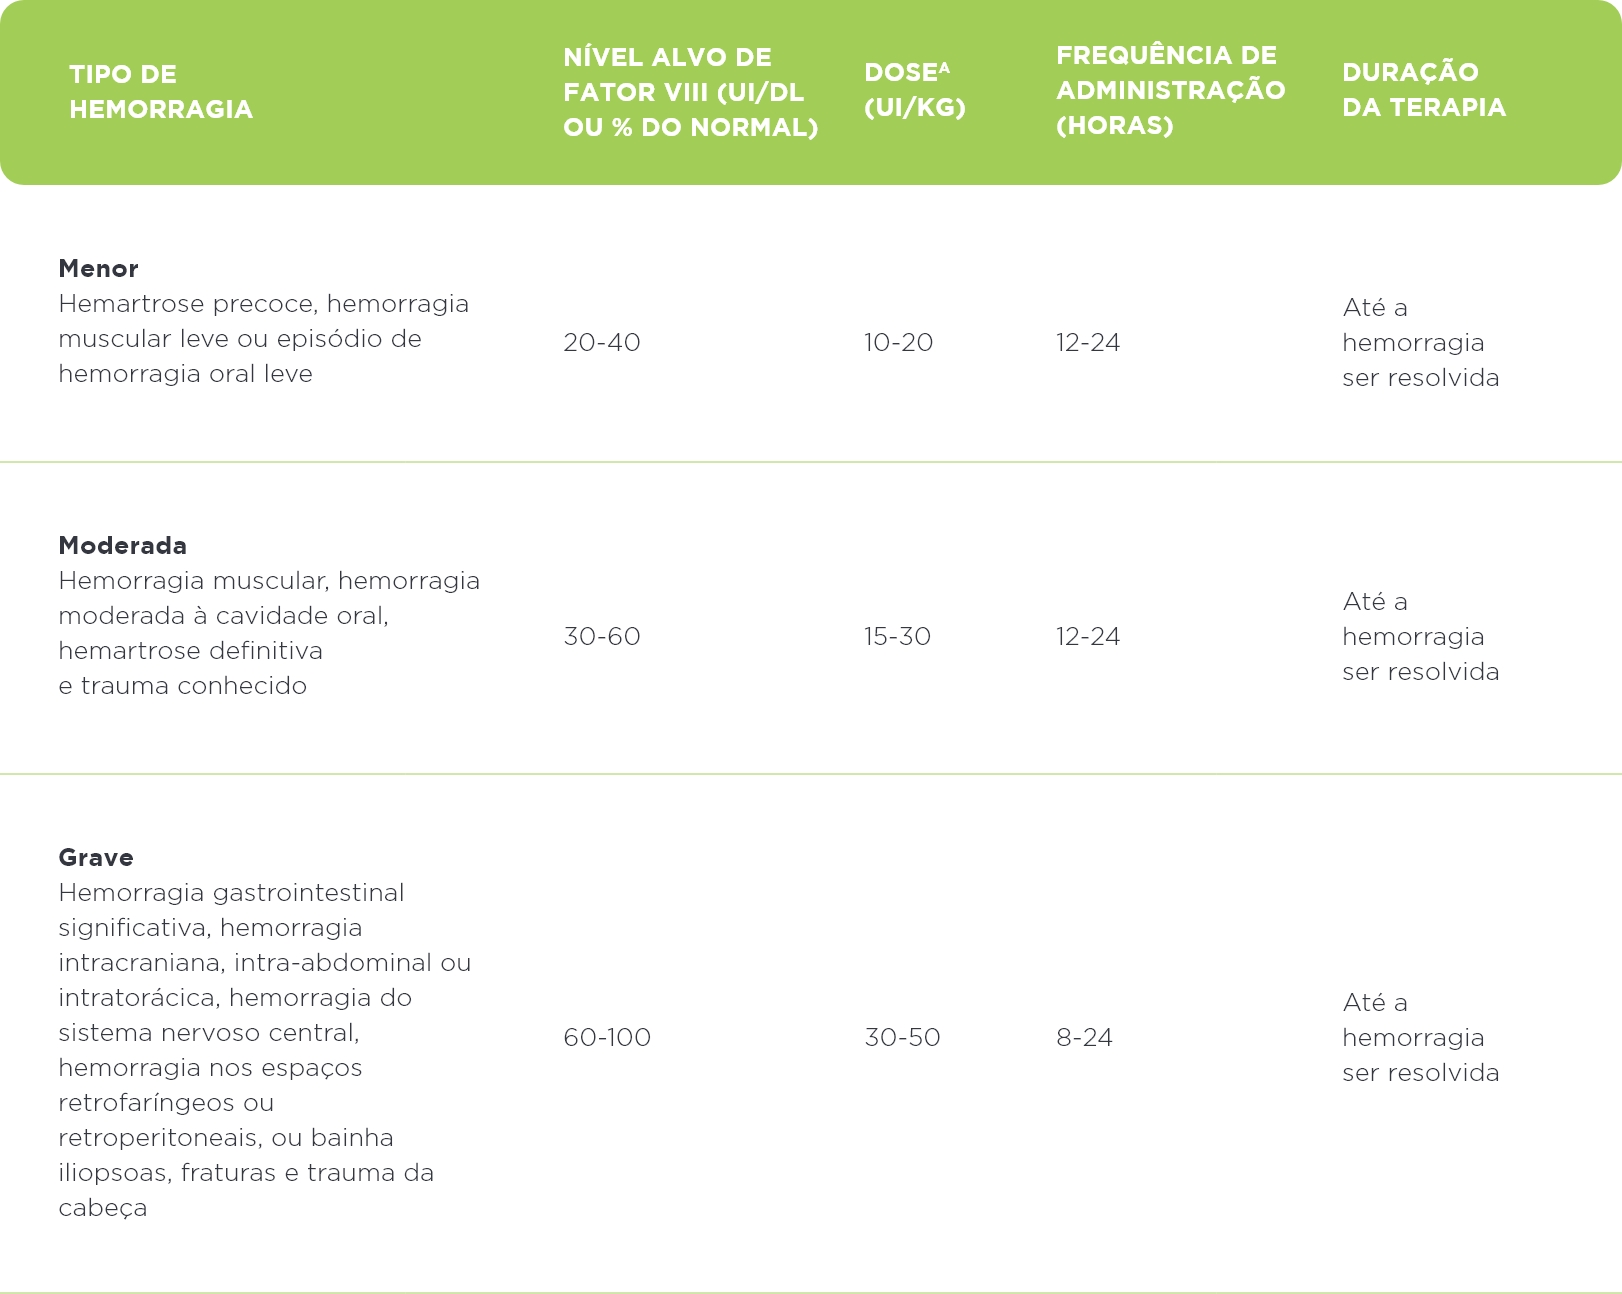 TIPO DE
HEMORRAGIA
NÍVEL ALVO DE
FATOR VIII (UI/DL
OU % DO NORMAL)
DOSEᴬ
(UI/KG)
FREQUÊNCIA DE
ADMINISTRAÇÃO
(HORAS)
DURAÇÃO
DA TERAPIA
Menor
Hemartrose precoce, hemorragia
muscular leve ou episódio de
hemorragia oral leve
20-40
10-20
12-24
Até a
hemorragia
ser resolvida
Moderada
Hemorragia muscular, hemorragia
moderada à cavidade oral,
hemartrose definitiva
e trauma conhecido
30-60
15-30
12-24
Até a
hemorragia
ser resolvida
Grave
Hemorragia gastrointestinal
significativa, hemorragia
intracraniana, intra-abdominal ou
intratorácica, hemorragia do
sistema nervoso central,
hemorragia nos espaços
retrofaríngeos ou
retroperitoneais, ou bainha
iliopsoas, fraturas e trauma da
cabeça
60-100
30-50
8-24
Até a
hemorragia
ser resolvida